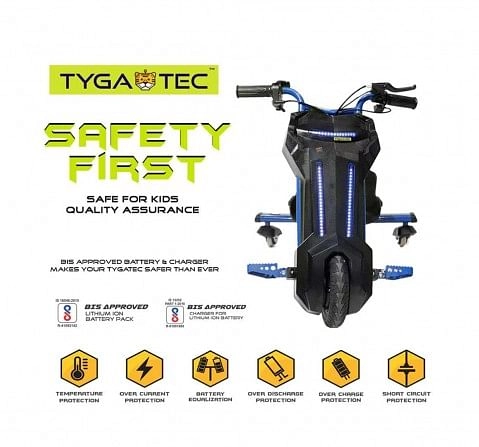 TYGATEC™
SAFETY
FIRST
SAFE FOR KIDS
QUALITY ASSURANCE
BIS APPROVED BATTERY & CHARGER
MAKES YOUR TYGATEC SAFER THAN EVER
BIS APPROVED
LITHIUM ION
BATTERY PACK
BIS APPROVED
CHARGER FOR
LITHIUM ION BATTERY
TEMPERATURE
PROTECTION
OVER CURRENT
PROTECTION
BATTERY
EQUALIZATION
OVER DISCHARGE
PROTECTION
OVER CHARGE
PROTECTION
SHORT CIRCUIT
PROTECTION